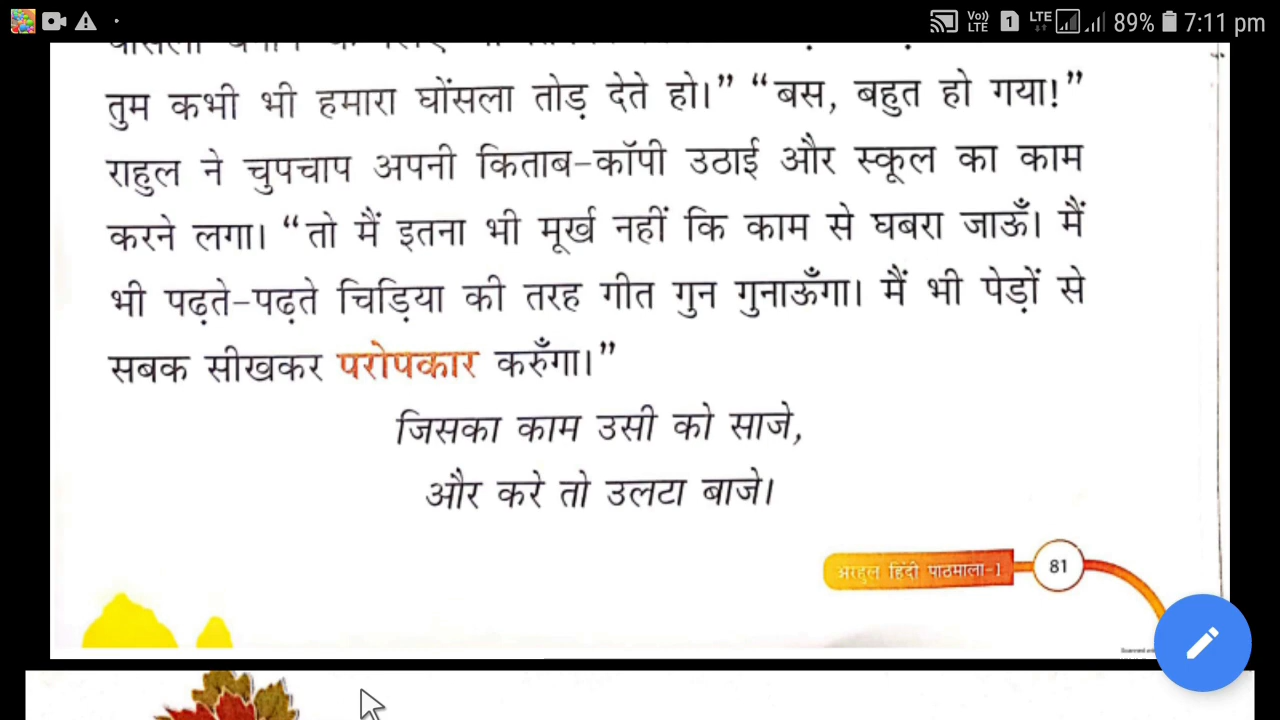 LTE 89% 7:11 pm
तुम कभी भी हमारा घोंसला तोड़ देते हो।” “बस, बहुत हो गया!”
राहुल ने चुपचाप अपनी किताब-कॉपी उठाई और स्कूल का काम
करने लगा। “तो मैं इतना भी मूर्ख नहीं कि काम से घबरा जाऊँ। मैं
भी पढ़ते-पढ़ते चिड़िया की तरह गीत गुन गुनाऊँगा। मैं भी पेड़ों से
सबक सीखकर परोपकार करुँगा।”
जिसका काम उसी को साजे,
और करे तो उलटा बाजे।
अरहुल हिंदी पाठमाला-1 81